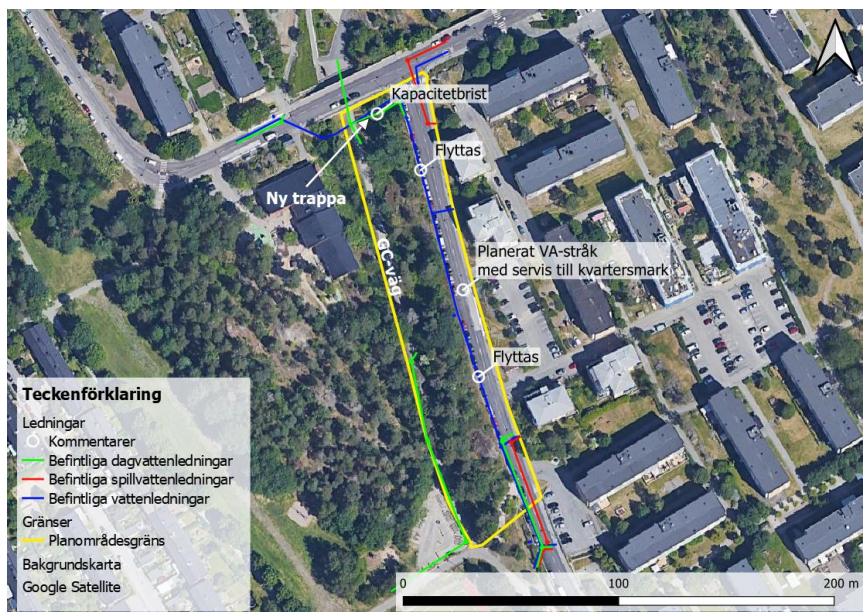 Kapacitetbrist
Flyttas
Ny trappa
GC-väg
Planerat VA-stråk
med servis till kvartersmark
Flyttas
Teckenförklaring
Ledningar
Kommentarer
Befintliga dagvattenledningar
Befintliga spillvattenledningar
Befintliga vattenledningar
Gränser
Planområdesgräns
Bakgrundskarta
Google Satellite
0 100 200 m